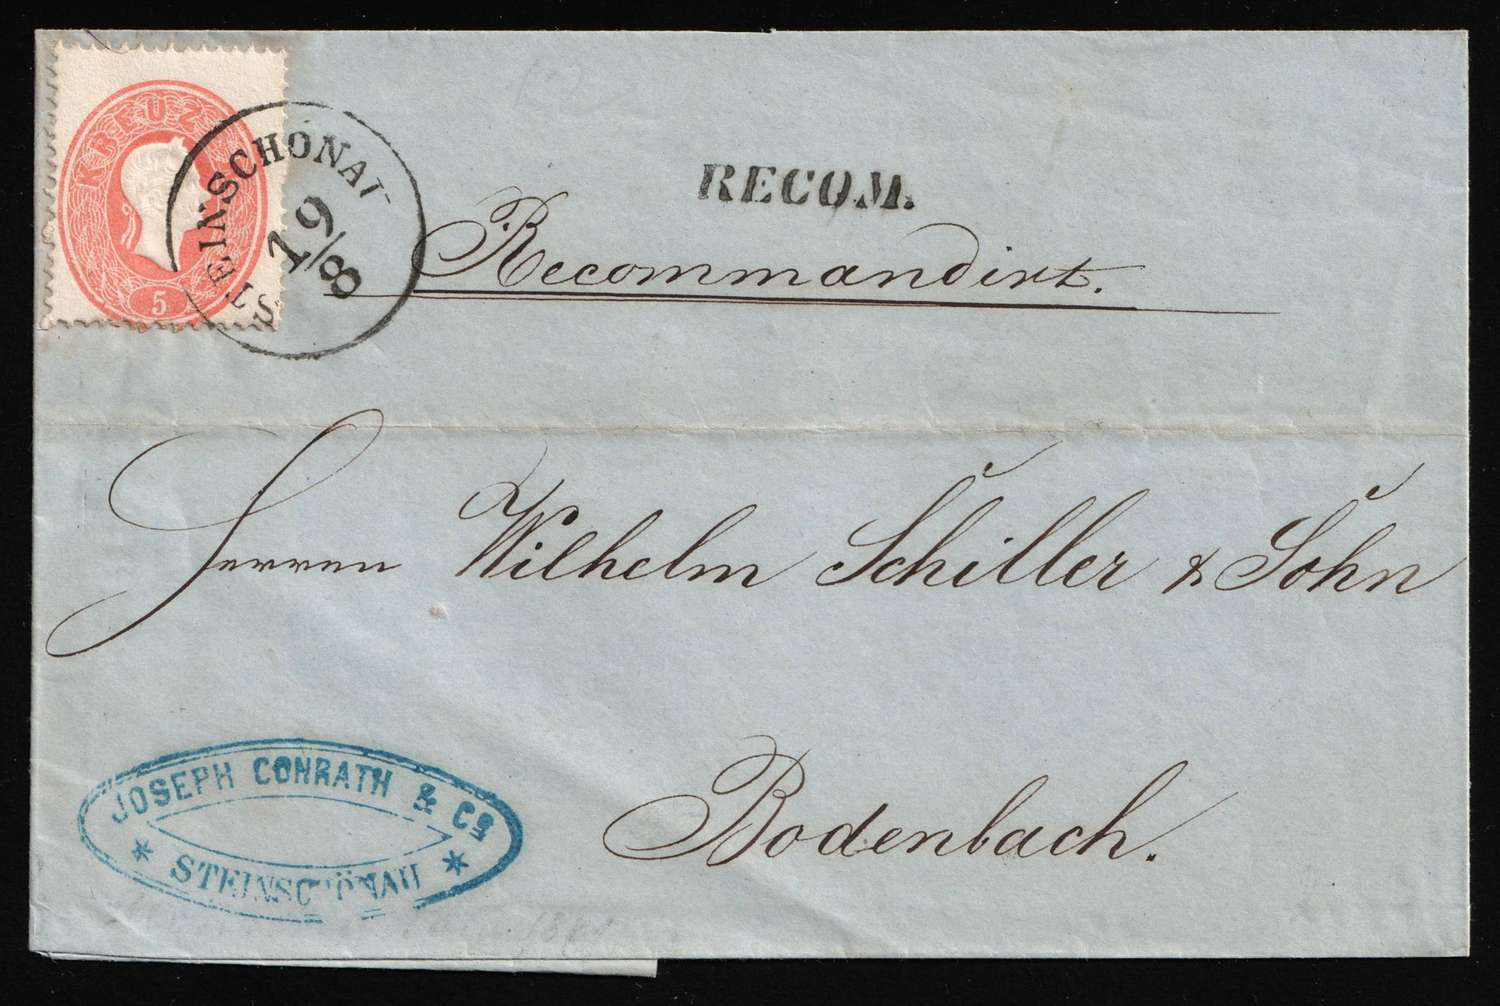 KREUZ
5
STEINSCHÖNAU
19/8
RECOM.
Recommandirt.
Herren Wilhelm Schiller & Sohn
Bodenbach.
JOSEPH CONRATH & Co
* STEINSCHÖNAU *